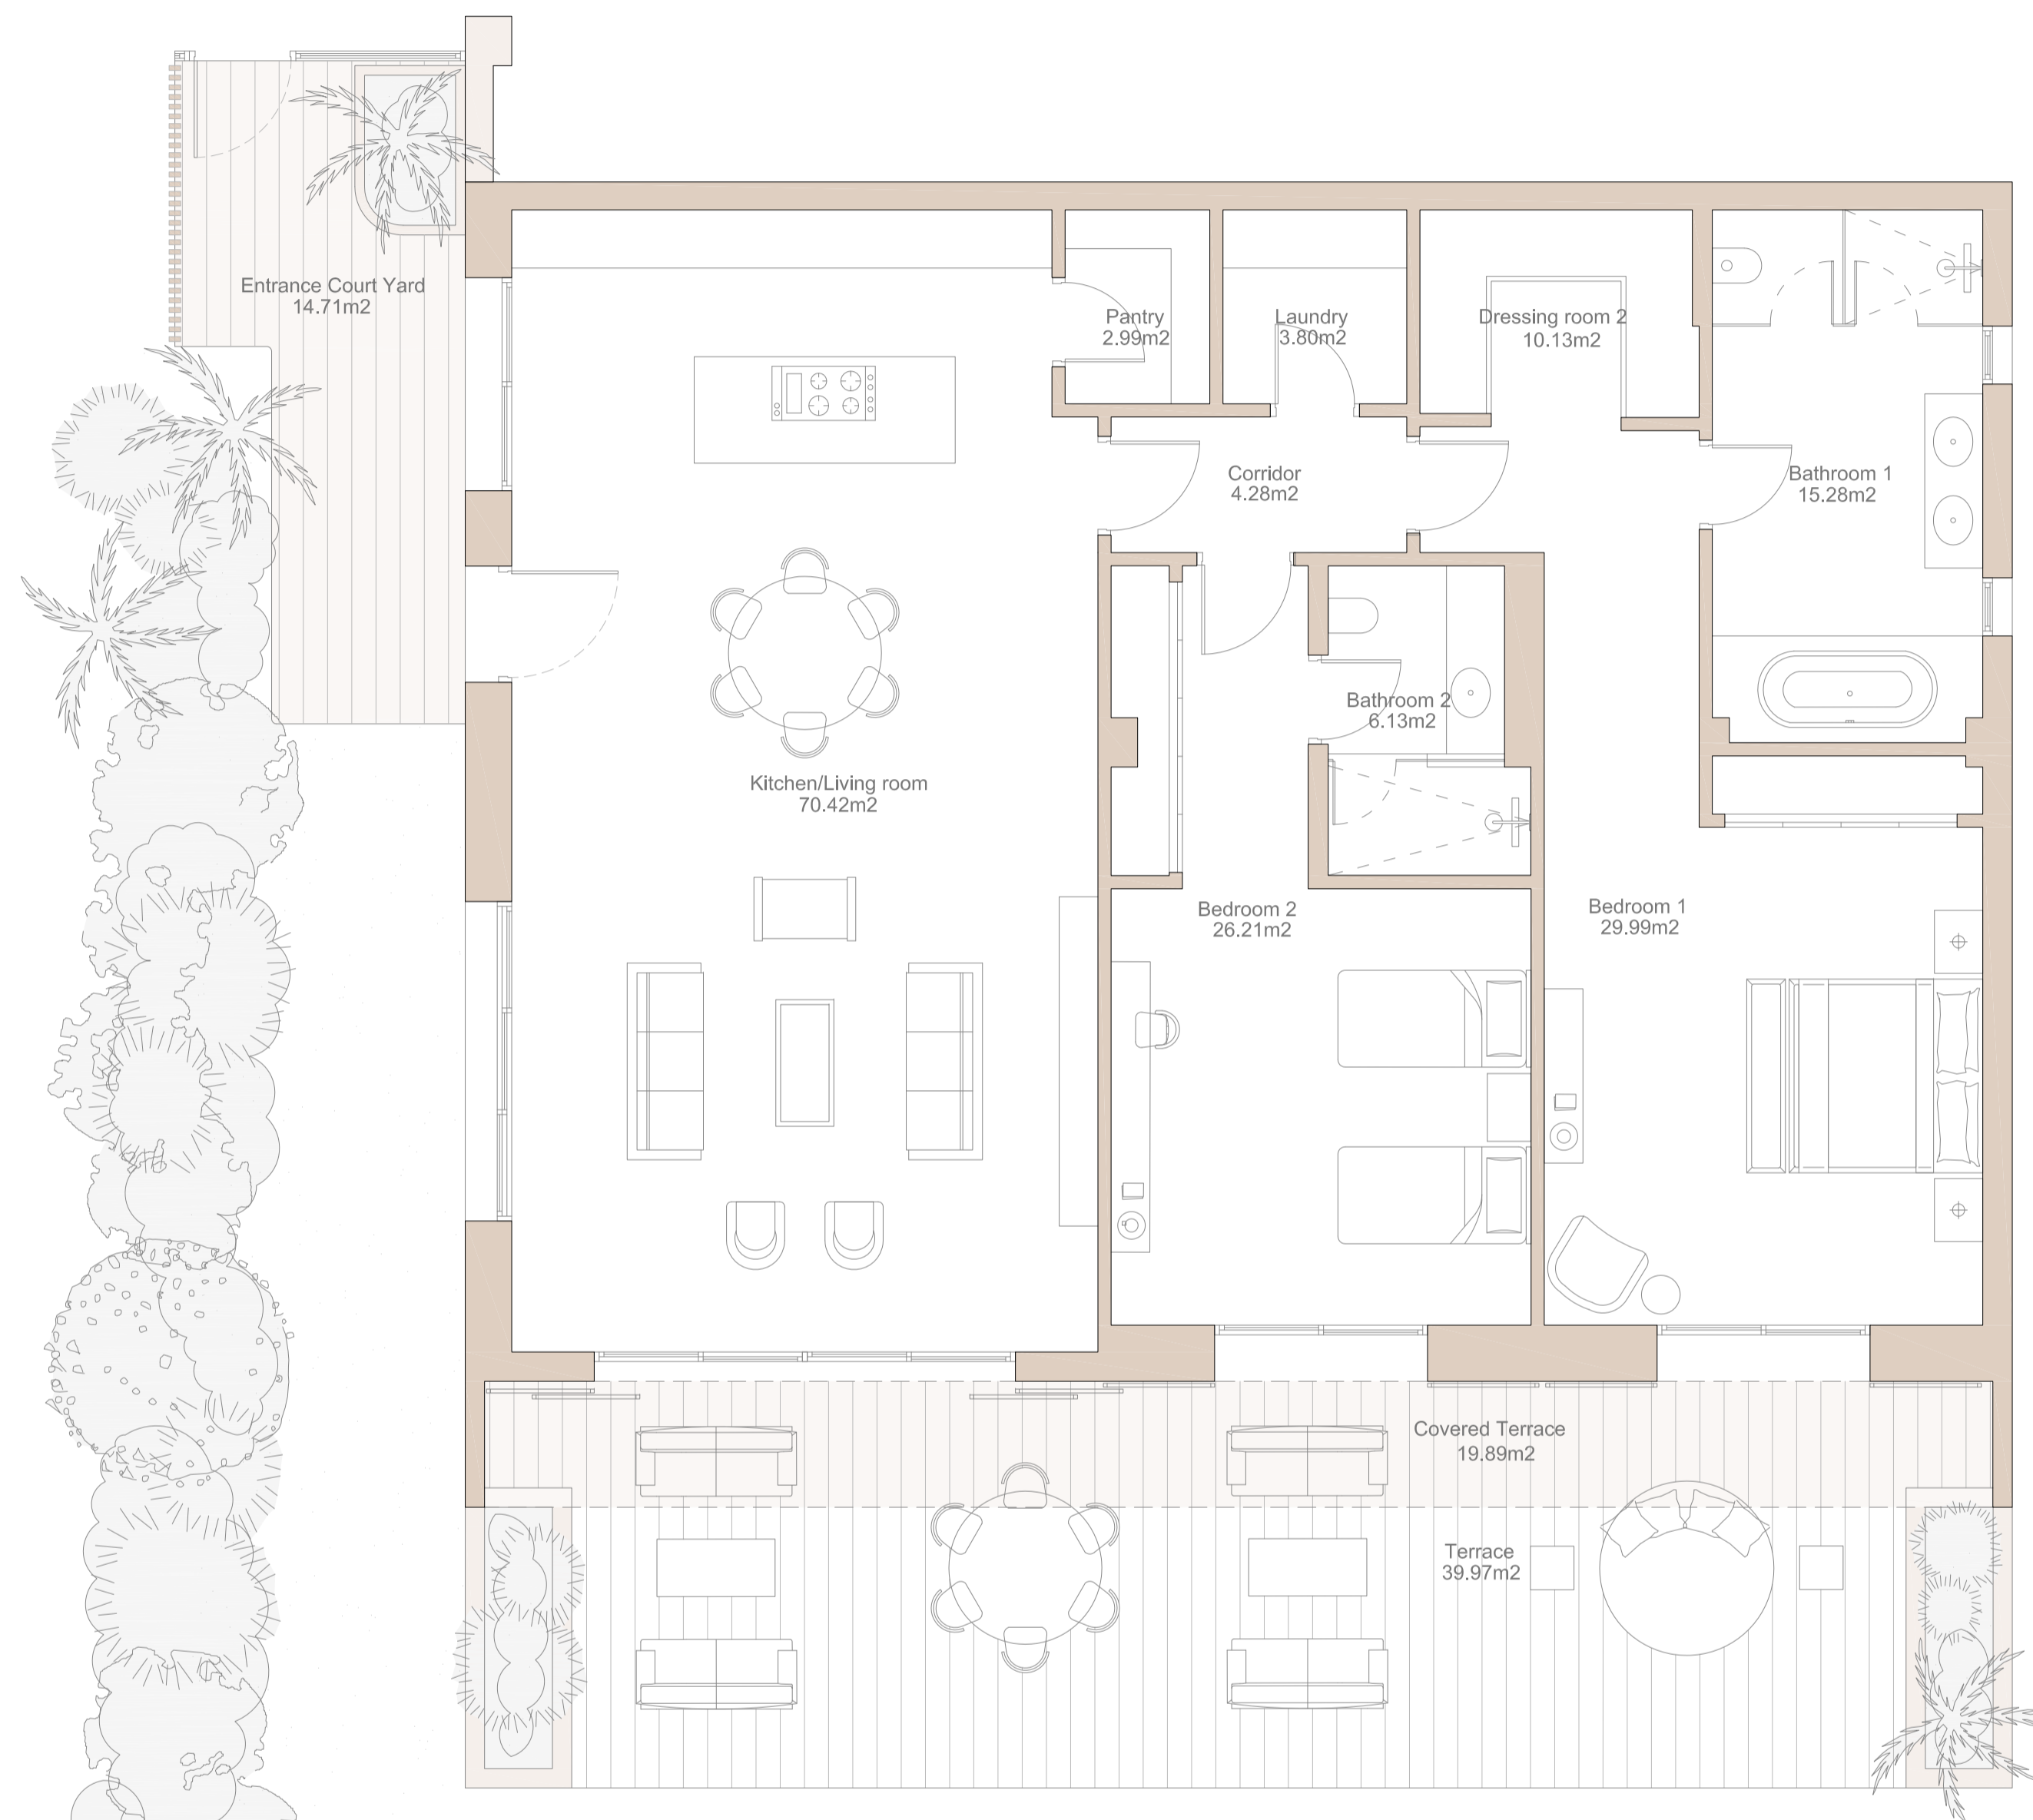 Entrance Court Yard
14.71m2
Pantry
2.99m2
Laundry
3.80m2
Dressing room 2
10.13m2
Corridor
4.28m2
Bathroom 1
15.28m2
Bathroom 2
6.13m2
Kitchen/Living room
70.42m2
Bedroom 2
26.21m2
Bedroom 1
29.99m2
Covered Terrace
19.89m2
Terrace
39.97m2